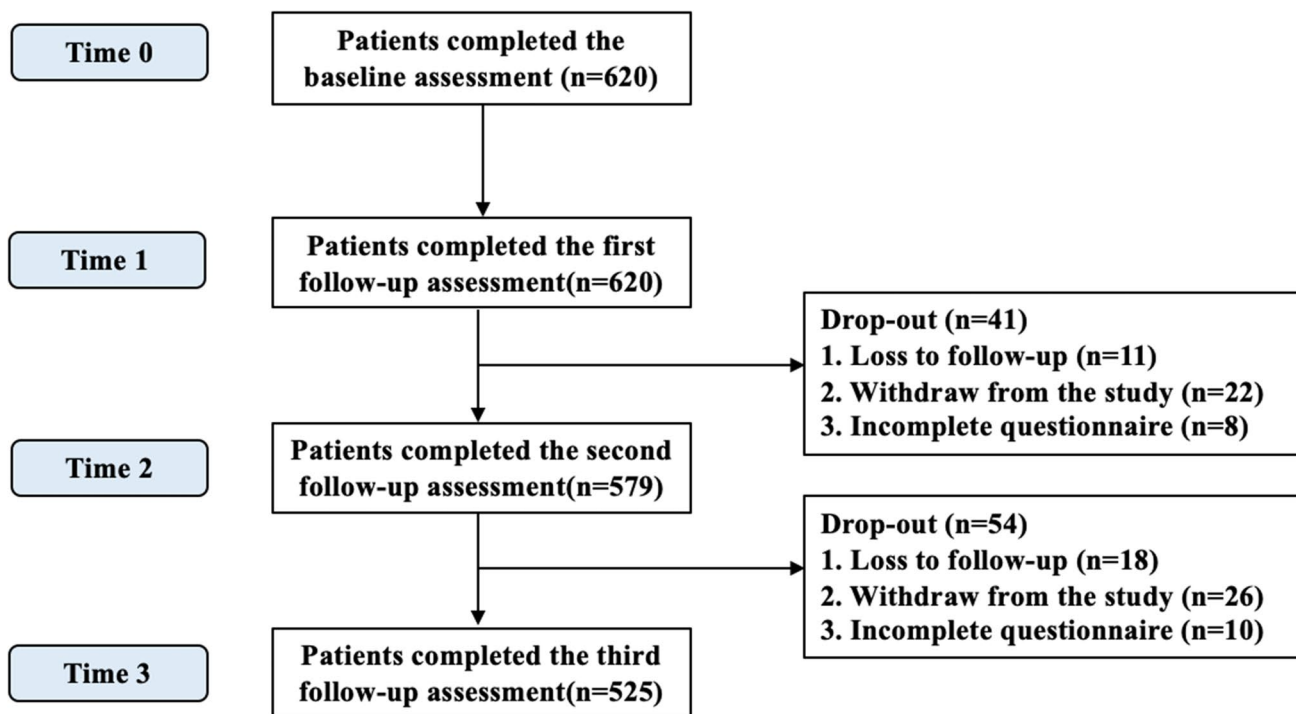 Time 0
Patients completed the
baseline assessment (n=620)
Time 1
Patients completed the first
follow-up assessment(n=620)
Drop-out (n=41)
1. Loss to follow-up (n=11)
2. Withdraw from the study (n=22)
3. Incomplete questionnaire (n=8)
Time 2
Patients completed the second
follow-up assessment(n=579)
Drop-out (n=54)
1. Loss to follow-up (n=18)
2. Withdraw from the study (n=26)
3. Incomplete questionnaire (n=10)
Time 3
Patients completed the third
follow-up assessment(n=525)